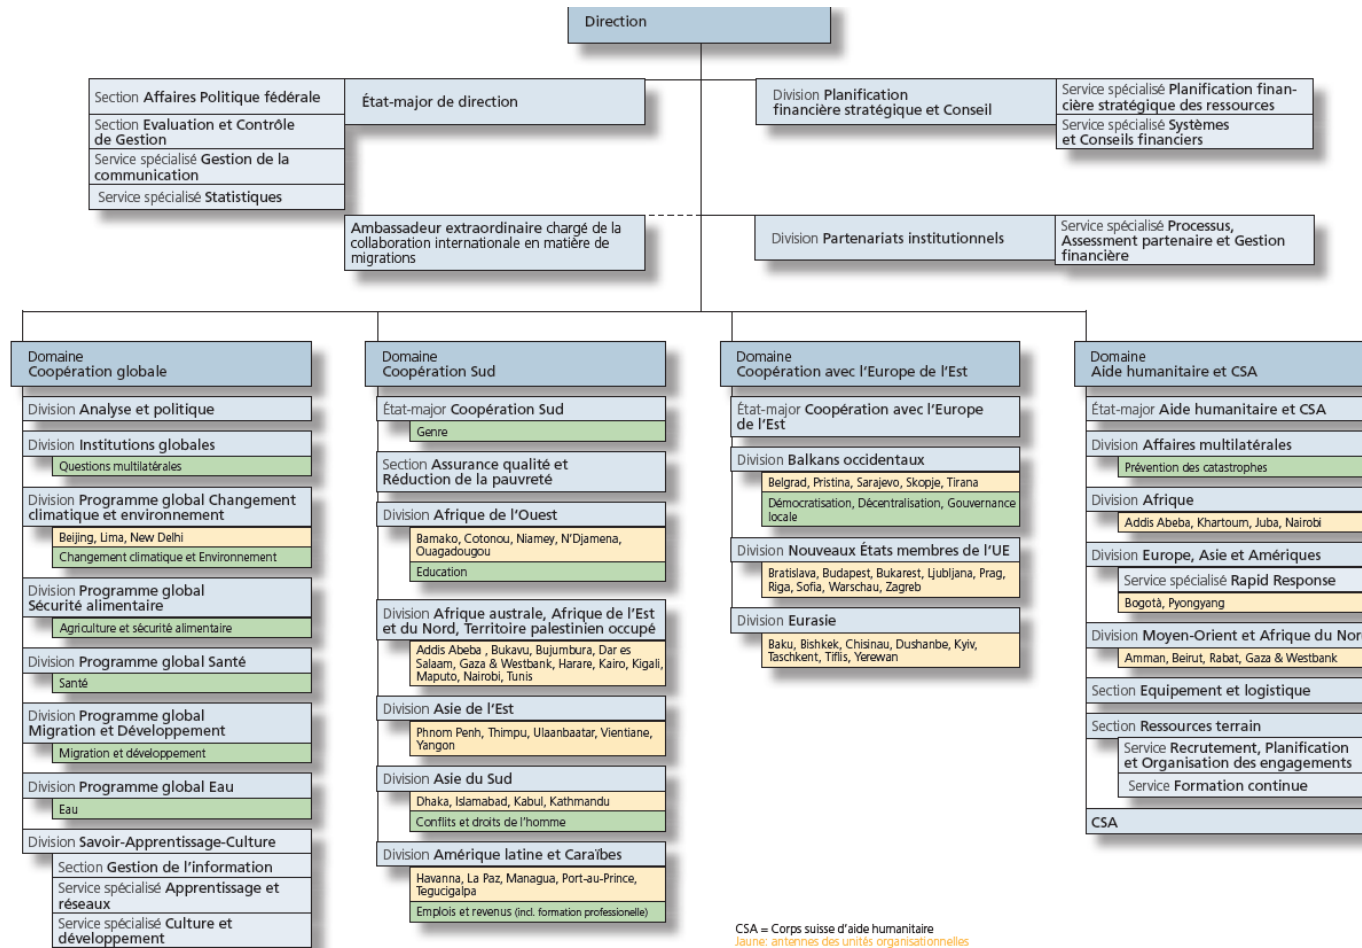 Direction
Section Affaires Politique fédérale
Section Evaluation et Contrôle
de Gestion
Service spécialisé Gestion de la
communication
Service spécialisé Statistiques
État-major de direction
Division Planification
financière stratégique et Conseil
Service spécialisé Planification finan-
cière stratégique des ressources
Service spécialisé Systèmes
et Conseils financiers
Ambassadeur extraordinaire chargé de la
collaboration internationale en matière de
migrations
Division Partenariats institutionnels
Service spécialisé Processus,
Assessment partenaire et Gestion
financière
Domaine
Coopération globale
Division Analyse et politique
Division Institutions globales
Questions multilatérales
Division Programme global Changement
climatique et environnement
Beijing, Lima, New Delhi
Changement climatique et Environnement
Division Programme global
Sécurité alimentaire
Agriculture et sécurité alimentaire
Division Programme global Santé
Santé
Division Programme global
Migration et Développement
Migration et développement
Division Programme global Eau
Eau
Division Savoir-Apprentissage-Culture
Section Gestion de l'information
Service spécialisé Apprentissage et
réseaux
Service spécialisé Culture et
développement
Domaine
Coopération Sud
État-major Coopération Sud
Genre
Section Assurance qualité et
Réduction de la pauvreté
Division Afrique de l'Ouest
Bamako, Cotonou, Niamey, N'Djamena,
Ouagadougou
Education
Division Afrique australe, Afrique de l'Est
et du Nord, Territoire palestinien occupé
Addis Abeba , Bukavu, Bujumbura, Dar es
Salaam, Gaza & Westbank, Harare, Kairo, Kigali,
Maputo, Nairobi, Tunis
Division Asie de l'Est
Phnom Penh, Thimpu, Ulaanbaatar, Vientiane,
Yangon
Division Asie du Sud
Dhaka, Islamabad, Kabul, Kathmandu
Conflits et droits de l'homme
Division Amérique latine et Caraïbes
Havanna, La Paz, Managua, Port-au-Prince,
Tegucigalpa
Emplois et revenus (incl. formation professionelle)
Domaine
Coopération avec l'Europe de l'Est
État-major Coopération avec l'Europe
de l'Est
Division Balkans occidentaux
Belgrad, Pristina, Sarajevo, Skopje, Tirana
Démocratisation, Décentralisation, Gouvernance
locale
Division Nouveaux États membres de l'UE
Bratislava, Budapest, Bukarest, Ljubljana, Prag,
Riga, Sofia, Warschau, Zagreb
Division Eurasie
Baku, Bishkek, Chisinau, Dushanbe, Kyiv,
Taschkent, Tiflis, Yerewan
Domaine
Aide humanitaire et CSA
État-major Aide humanitaire et CSA
Division Affaires multilatérales
Prévention des catastrophes
Division Afrique
Addis Abeba, Khartoum, Juba, Nairobi
Division Europe, Asie et Amériques
Service spécialisé Rapid Response
Bogotà, Pyongyang
Division Moyen-Orient et Afrique du Nord
Amman, Beirut, Rabat, Gaza & Westbank
Section Equipement et logistique
Section Ressources terrain
Service Recrutement, Planification
et Organisation des engagements
Service Formation continue
CSA
CSA = Corps suisse d'aide humanitaire
Jaune: antennes des unités organisationnelles